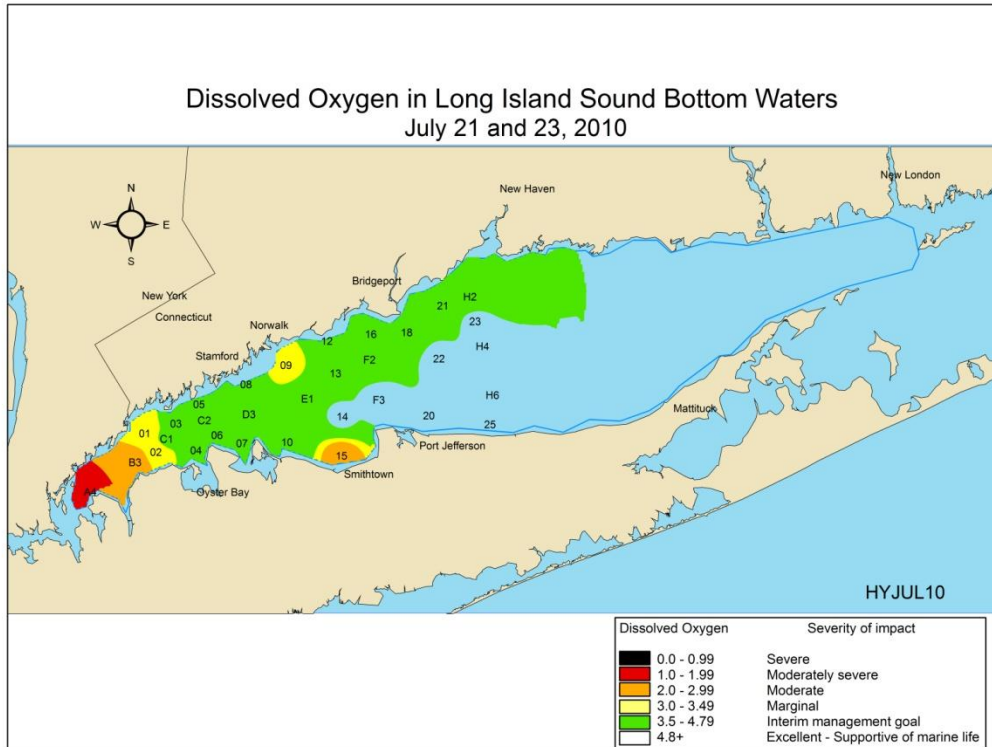 Dissolved Oxygen in Long Island Sound Bottom Waters
July 21 and 23, 2010
New London
New Haven
N
W E
S
Bridgeport
New York
Connecticut
H2
21
Norwalk
16
18
23
12
H4
Stamford
09
F2
22
13
08
H6
05
E1
F3
Mattituck
D3
14
20
03
C2
25
01
C1
06
07
10
Port Jefferson
02
04
15
B3
Smithtown
A4
Oyster Bay
HYJUL10
Dissolved Oxygen Severity of impact
0.0 - 0.99 Severe
1.0 - 1.99 Moderately severe
2.0 - 2.99 Moderate
3.0 - 3.49 Marginal
3.5 - 4.79 Interim management goal
4.8+ Excellent - Supportive of marine life